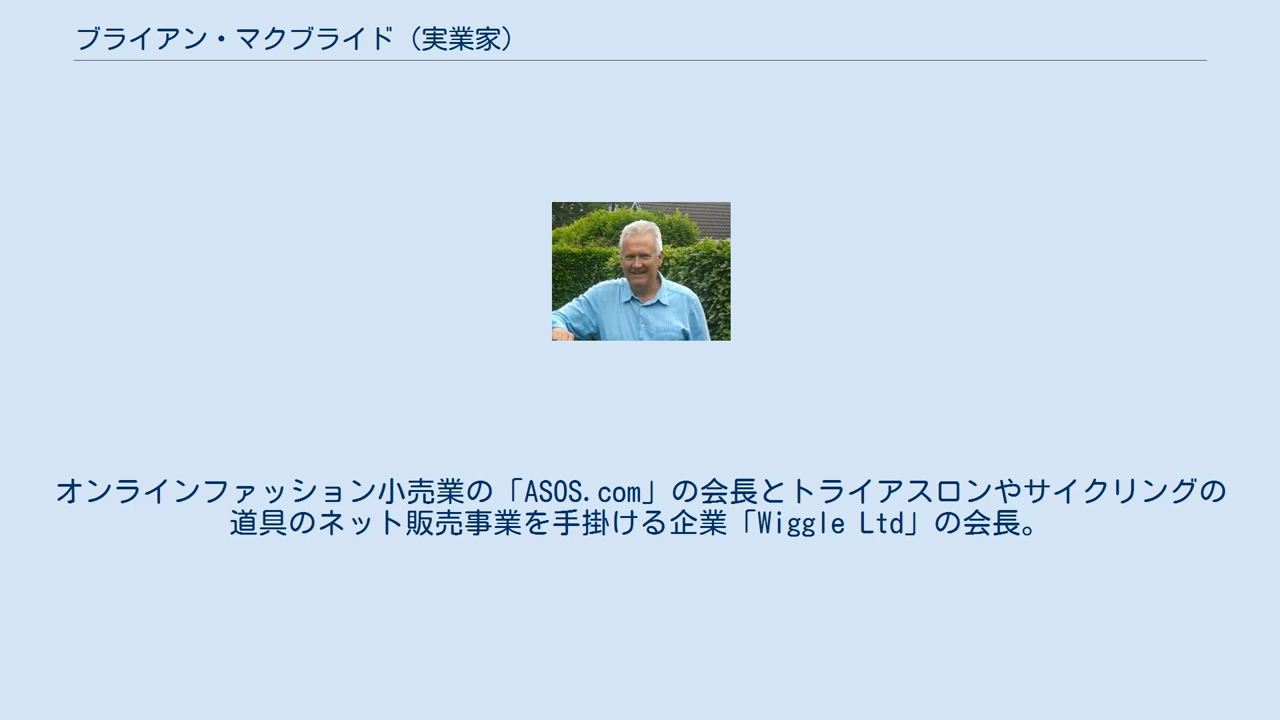 ブライアン・マクブライド（実業家）
オンラインファッション小売業の「ASOS.com」の会長とトライアスロンやサイクリングの
道具のネット販売事業を手掛ける企業「Wiggle Ltd」の会長。